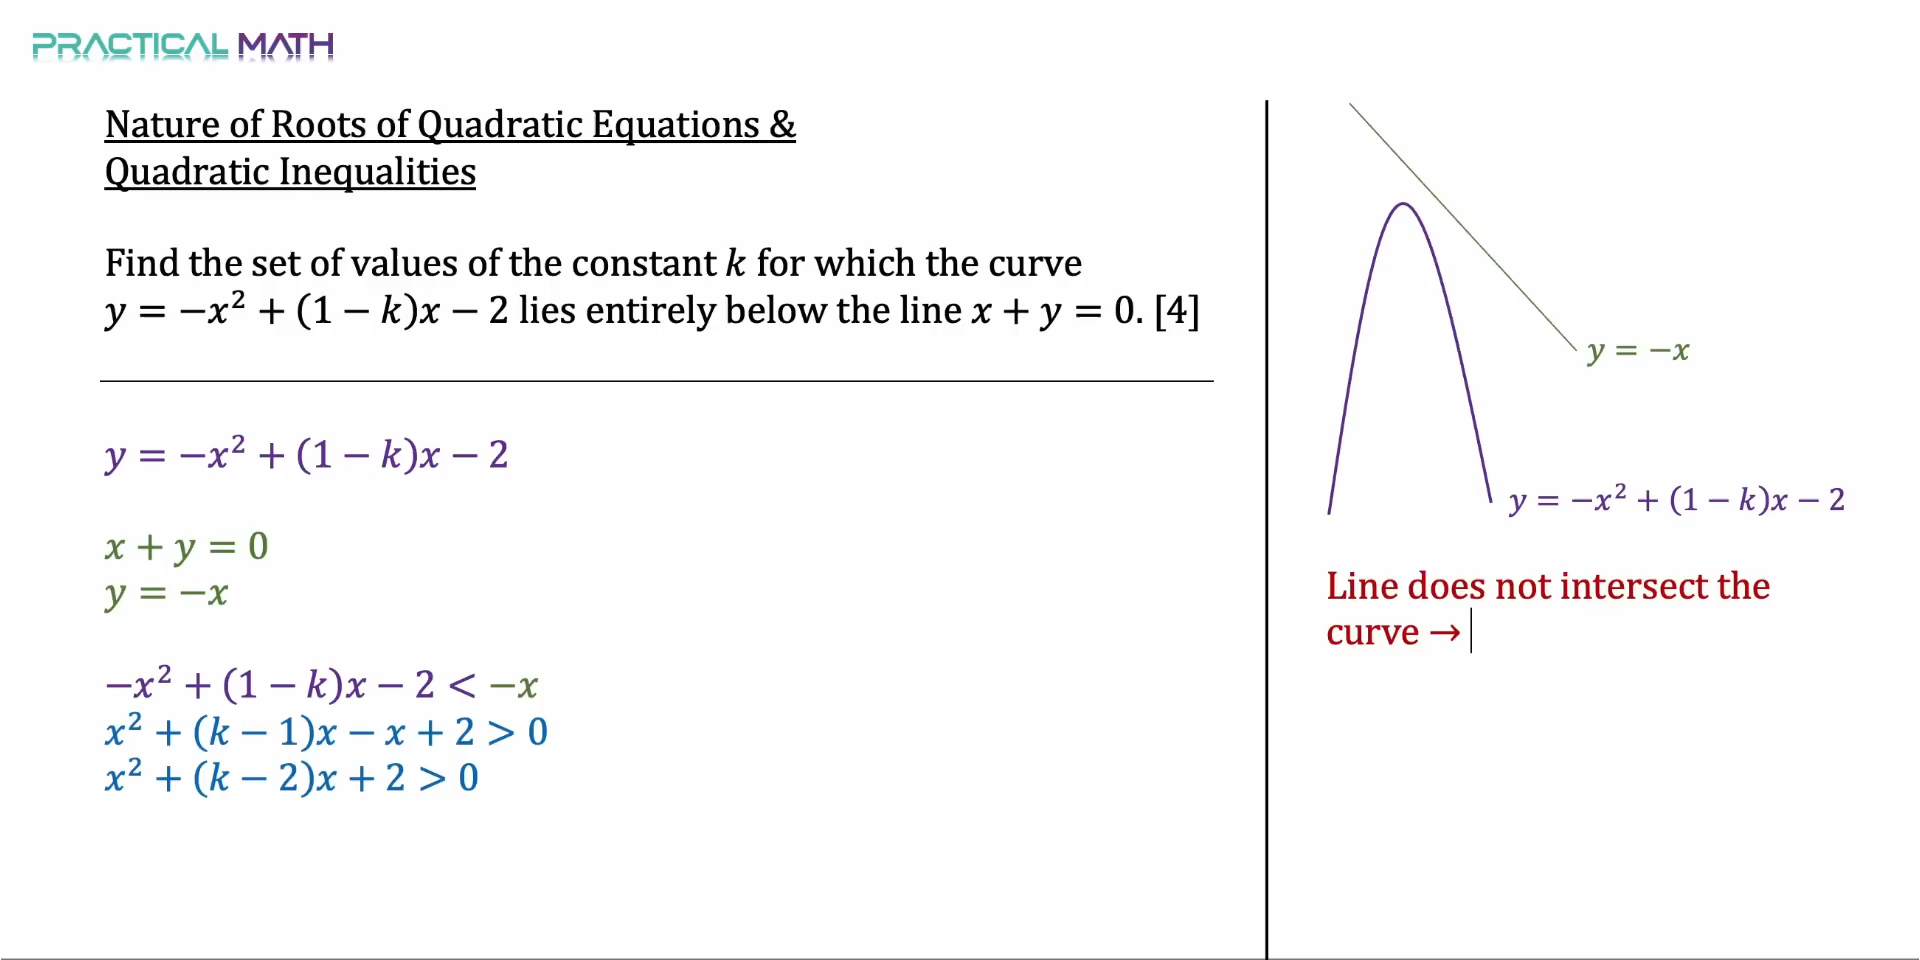 PRACTICAL MATH
Nature of Roots of Quadratic Equations &
Quadratic Inequalities
Find the set of values of the constant k for which the curve
y = −x² + (1 − k)x − 2 lies entirely below the line x + y = 0. [4]
y = −x² + (1 − k)x − 2
x + y = 0
y = −x
−x² + (1 − k)x − 2 < −x
x² + (k − 1)x − x + 2 > 0
x² + (k − 2)x + 2 > 0
y = −x
y = −x² + (1 − k)x − 2
Line does not intersect the
curve →